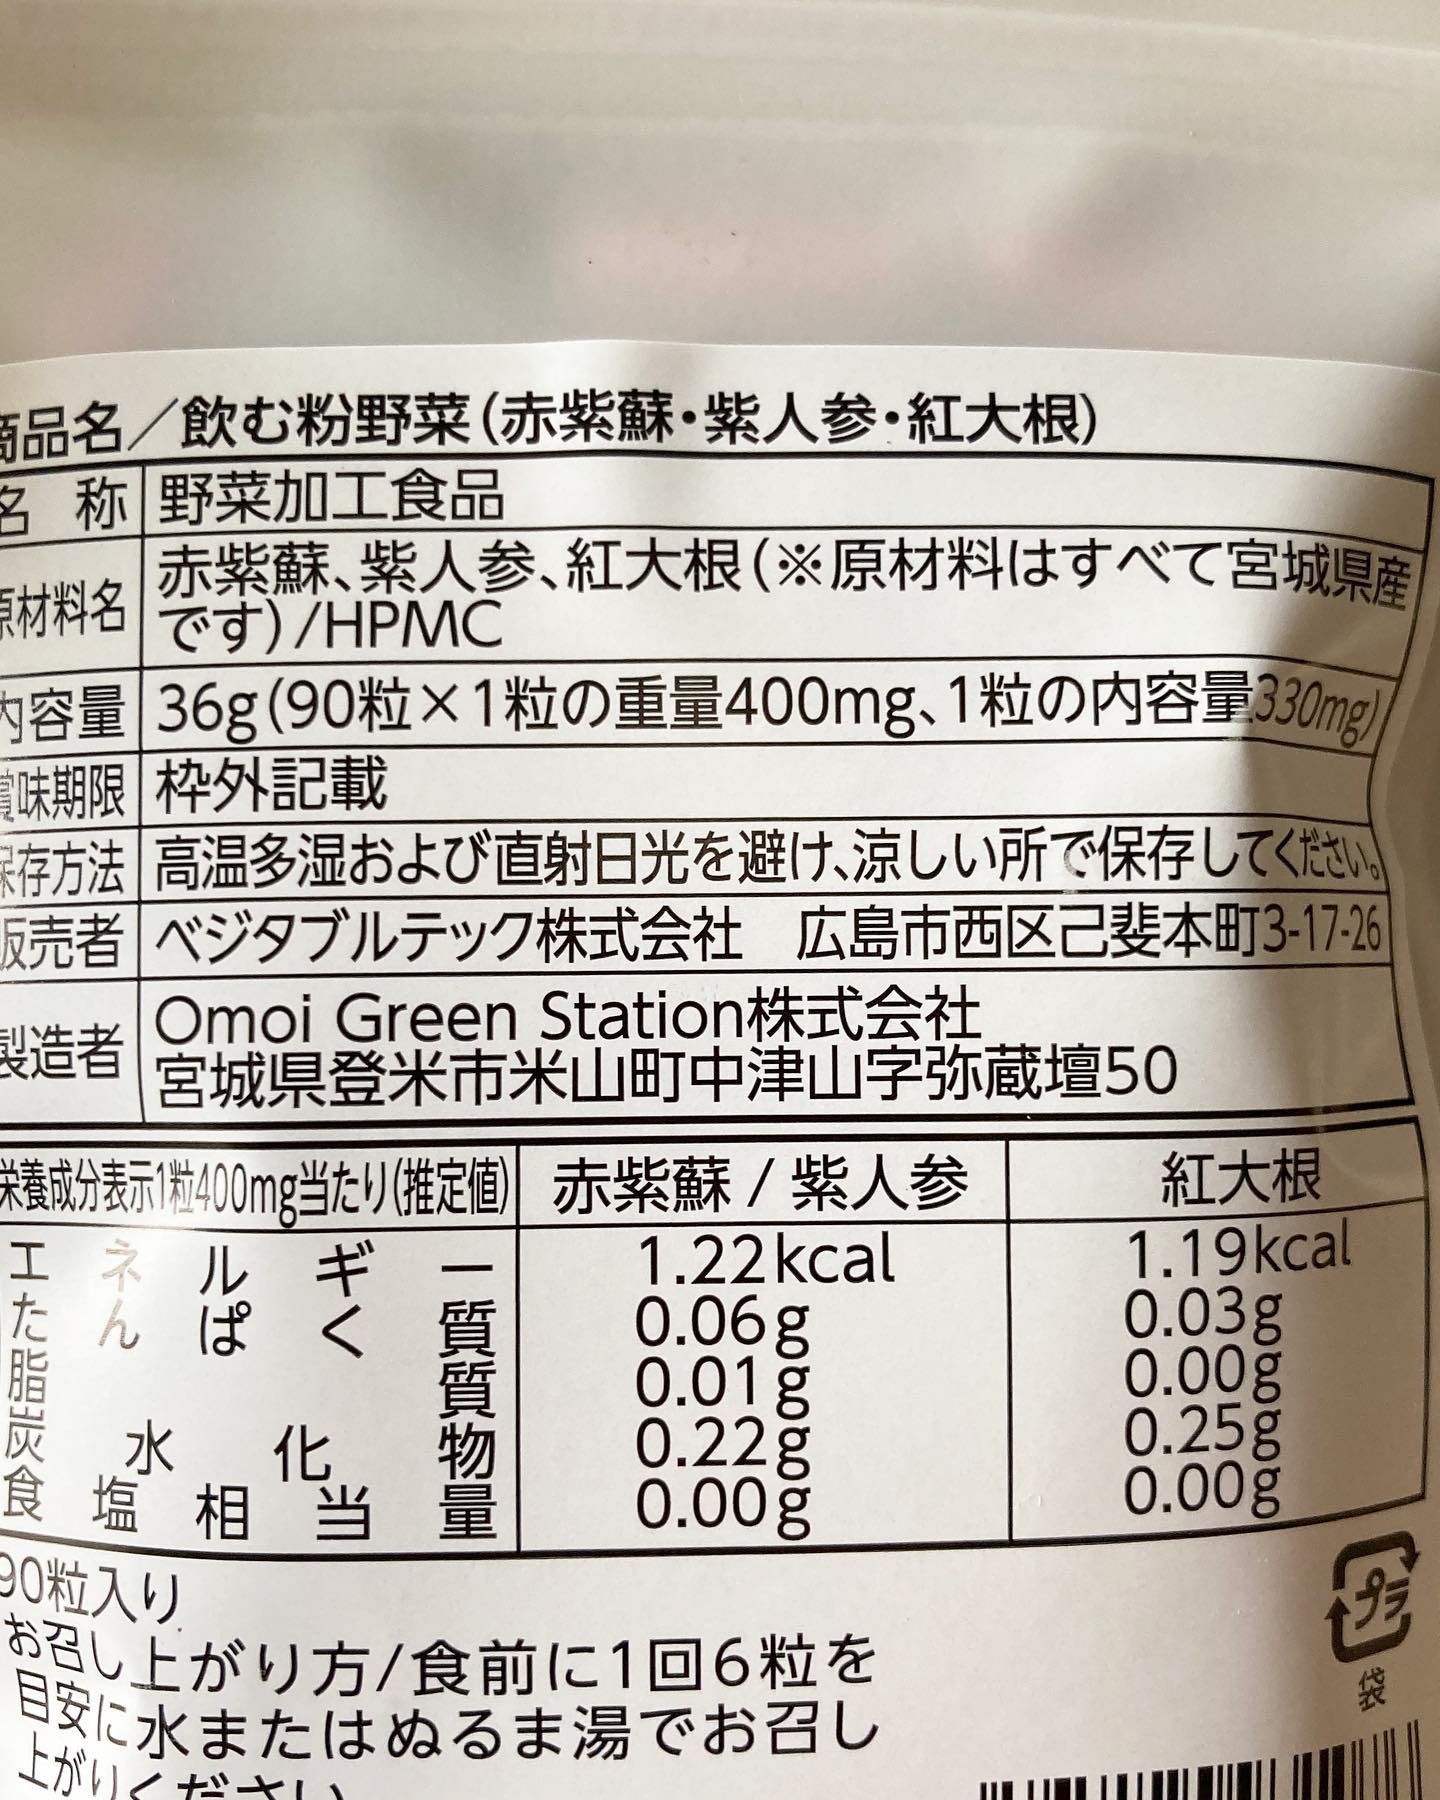 商品名／飲む粉野菜(赤紫蘇・紫人参・紅大根)
名称 野菜加工食品
原材料名 赤紫蘇、紫人参、紅大根(※原材料はすべて宮城県産
です)/HPMC
内容量 36g(90粒×1粒の重量400mg、1粒の内容量330mg)
賞味期限 枠外記載
保存方法 高温多湿および直射日光を避け、涼しい所で保存してください。
販売者 ベジタブルテック株式会社 広島市西区己斐本町3-17-26
製造者 Omoi Green Station株式会社
宮城県登米市米山町中津山字弥蔵壇50
栄養成分表示1粒400mg当たり(推定値) 赤紫蘇 / 紫人参 紅大根
エネルギー 1.22kcal 1.19kcal
たんぱく質 0.06g 0.03g
脂質 0.01g 0.00g
炭水化物 0.22g 0.25g
食塩相当量 0.00g 0.00g
90粒入り
お召し上がり方/食前に1回6粒を
目安に水またはぬるま湯でお召し
上がりください
プラ
袋